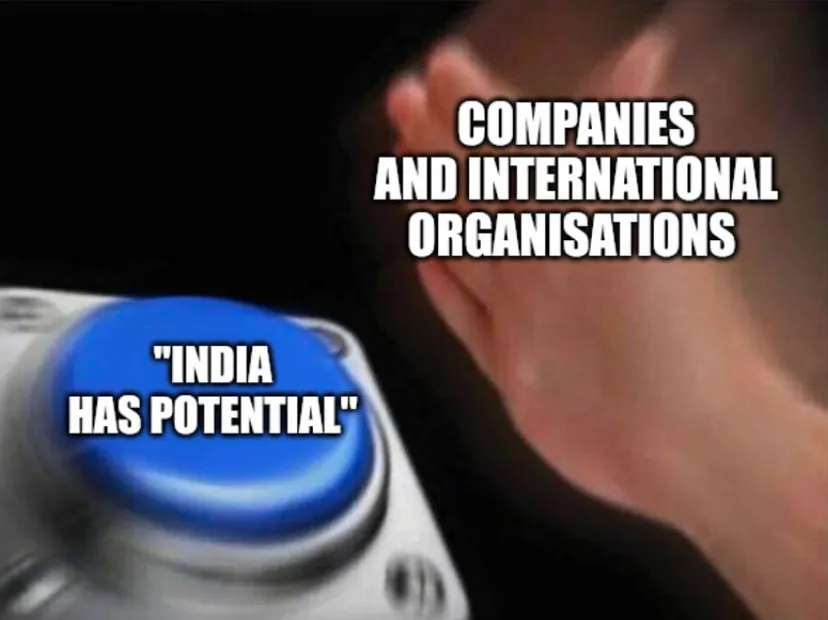 COMPANIES
AND INTERNATIONAL
ORGANISATIONS
"INDIA
HAS POTENTIAL"